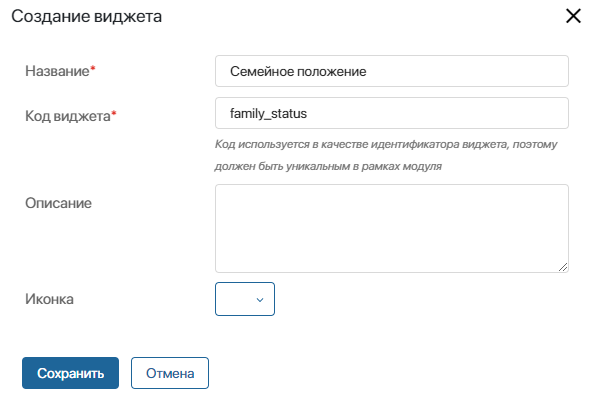 Создание виджета
Название*
Семейное положение
Код виджета*
family_status
Код используется в качестве идентификатора виджета, поэтому
должен быть уникальным в рамках модуля
Описание
Иконка
Сохранить
Отмена